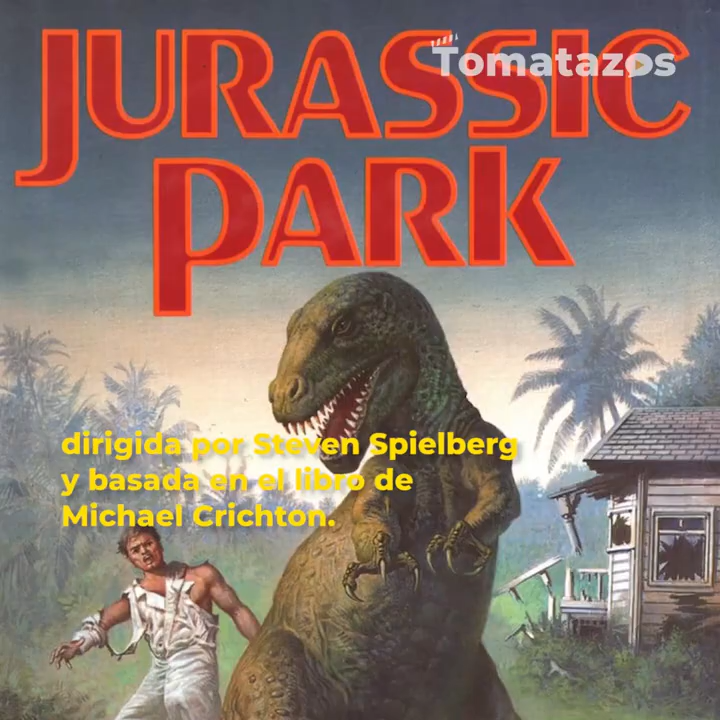 JURASSIC
Tomatazos
PARK
dirigida por Steven Spielberg
y basada en el libro de
Michael Crichton.